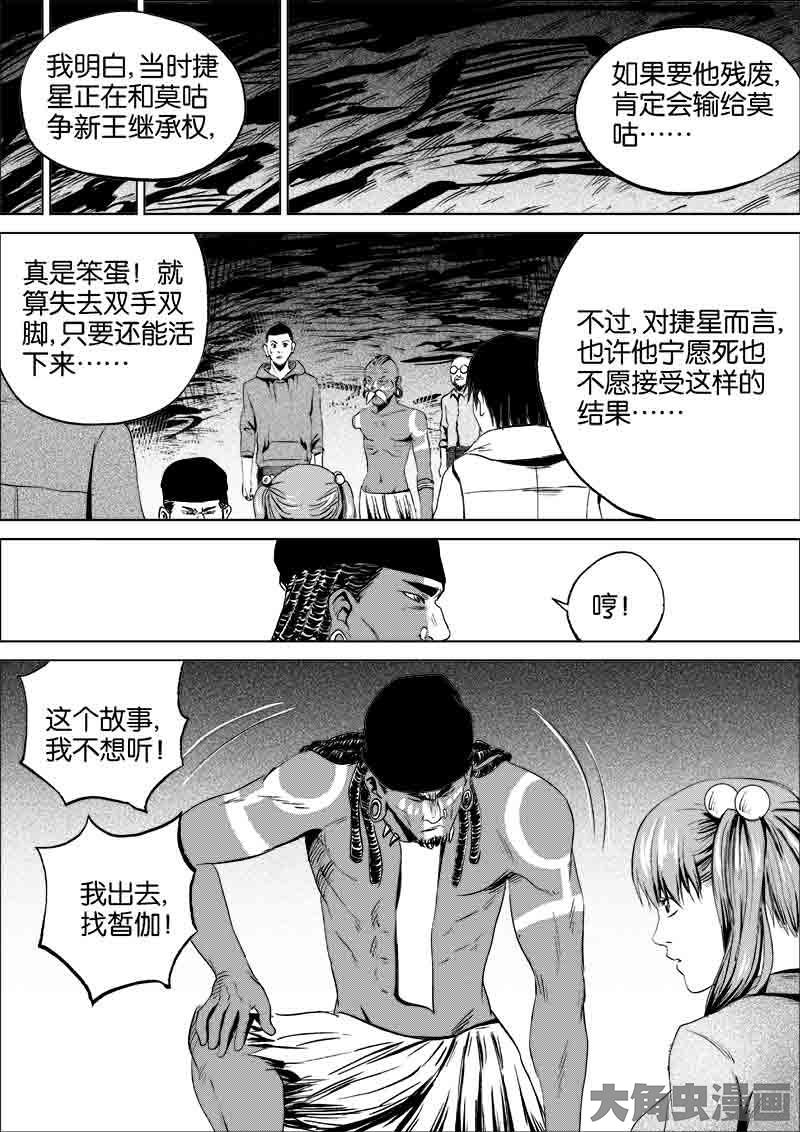 我明白,当时捷
星正在和莫咕
争新王继承权,
如果要他残废,
肯定会输给莫
咕……
真是笨蛋！就
算失去双手双
脚,只要还能活
下来……
不过,对捷星而言,
也许他宁愿死也
不愿接受这样的
结果……
哼！
这个故事,
我不想听！
我出去,
找皙伽！
大角虫漫画